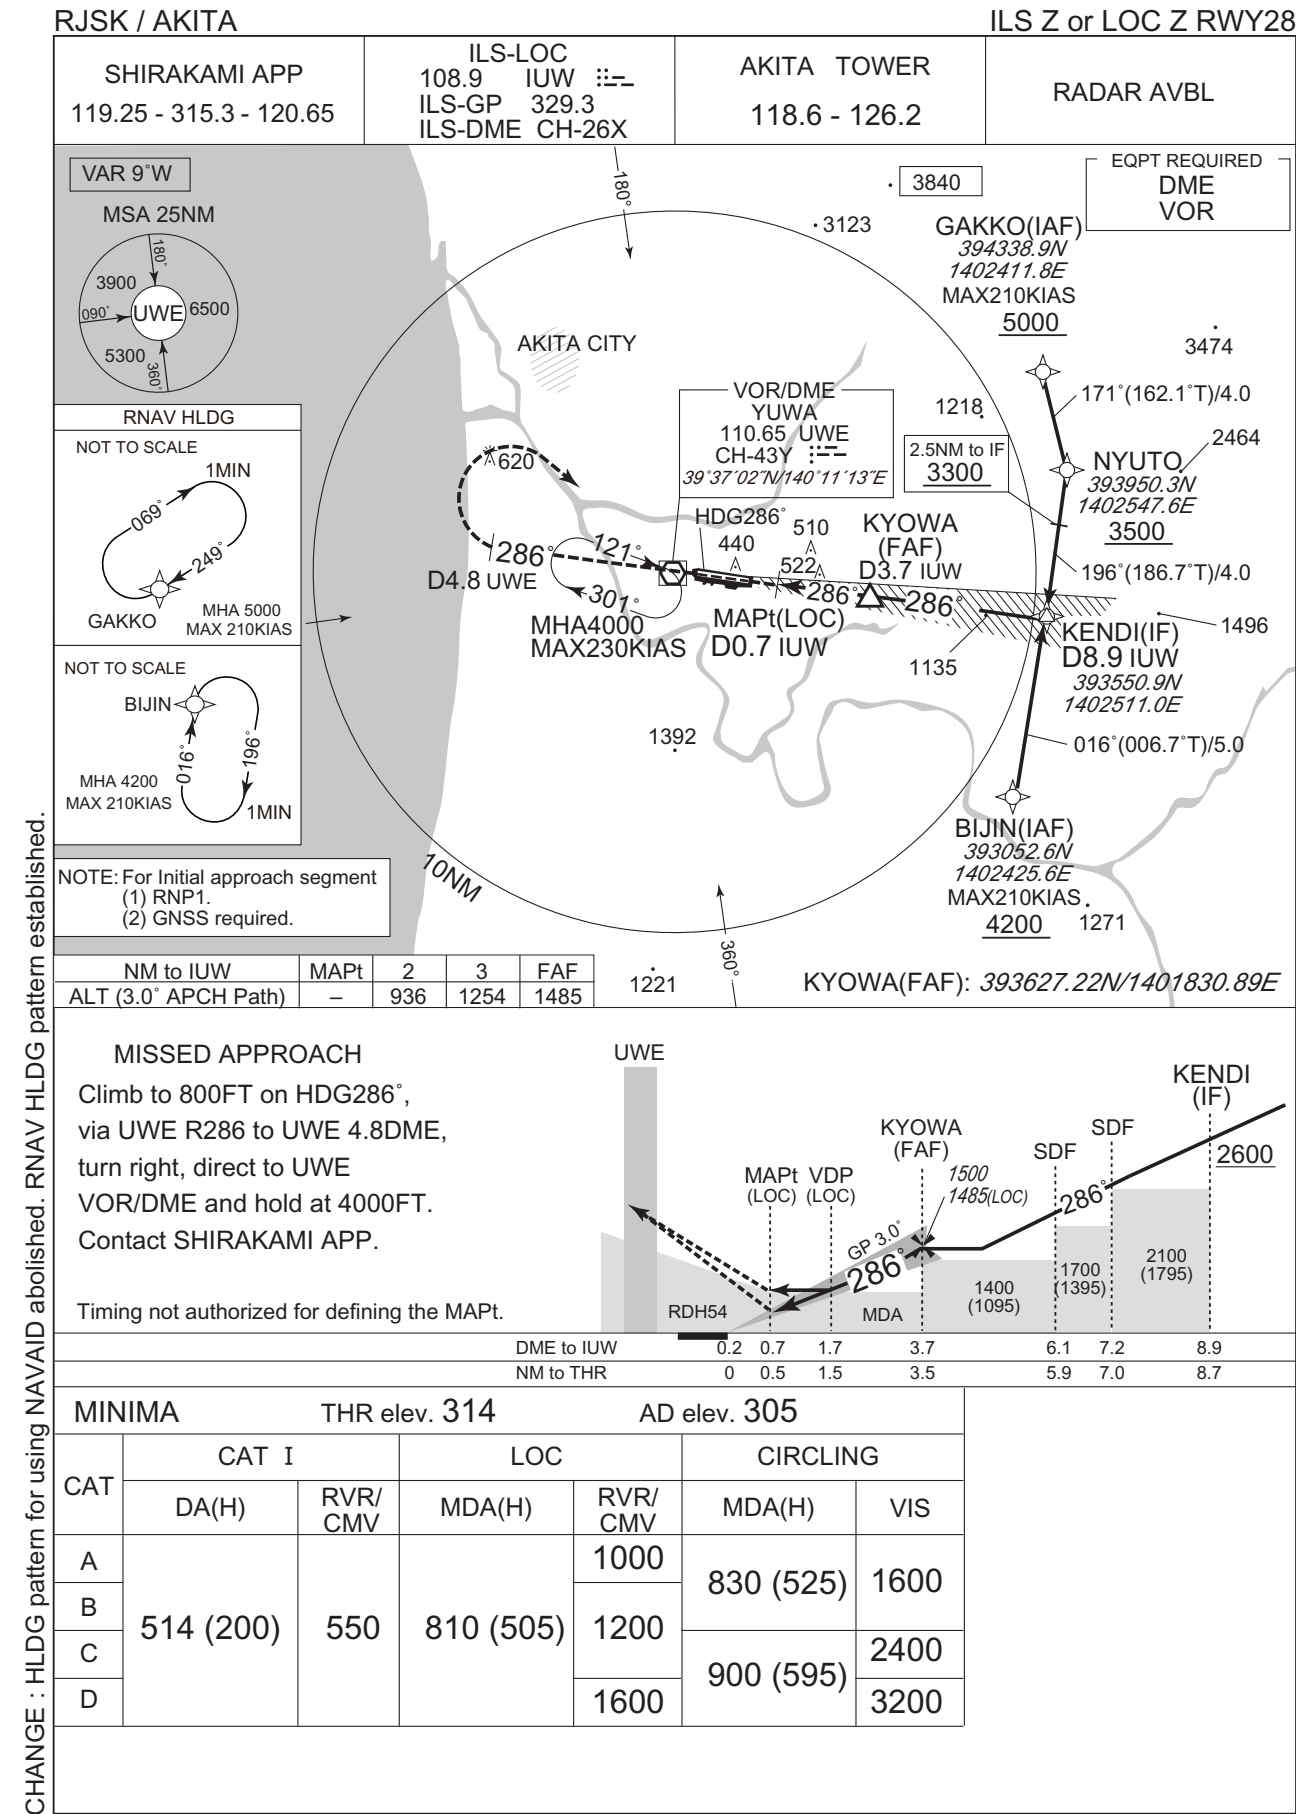 RJSK / AKITA
ILS Z or LOC Z RWY28
SHIRAKAMI APP
119.25 - 315.3 - 120.65
ILS-LOC
108.9 IUW
ILS-GP 329.3
ILS-DME CH-26X
AKITA TOWER
118.6 - 126.2
RADAR AVBL
VAR 9˚W
MSA 25NM
180˚
3900
090˚
UWE
6500
5300
360˚
EQPT REQUIRED
DME
VOR
180˚
3840
3123
GAKKO(IAF)
394338.9N
1402411.8E
MAX210KIAS
5000
3474
AKITA CITY
171˚(162.1˚T)/4.0
1218
2464
VOR/DME
YUWA
110.65 UWE
CH-43Y
39˚37´02˝N/140˚11´13˝E
2.5NM to IF
3300
NYUTO
393950.3N
1402547.6E
3500
RNAV HLDG
NOT TO SCALE
1MIN
069˚
249˚
GAKKO
MHA 5000
MAX 210KIAS
NOT TO SCALE
BIJIN
016˚
196˚
MHA 4200
MAX 210KIAS
1MIN
620
HDG286˚
510
440
522
KYOWA
(FAF)
D3.7 IUW
196˚(186.7˚T)/4.0
286˚
121˚
D4.8 UWE
301˚
MHA4000
MAX230KIAS
286˚
286˚
MAPt(LOC)
D0.7 IUW
1496
KENDI(IF)
D8.9 IUW
393550.9N
1402511.0E
1135
1392
016˚(006.7˚T)/5.0
BIJIN(IAF)
393052.6N
1402425.6E
MAX210KIAS
4200
1271
10NM
360˚
1221
NOTE: For Initial approach segment
(1) RNP1.
(2) GNSS required.
NM to IUW MAPt 2 3 FAF
ALT (3.0˚ APCH Path) – 936 1254 1485
KYOWA(FAF): 393627.22N/1401830.89E
MISSED APPROACH
Climb to 800FT on HDG286˚,
via UWE R286 to UWE 4.8DME,
turn right, direct to UWE
VOR/DME and hold at 4000FT.
Contact SHIRAKAMI APP.
Timing not authorized for defining the MAPt.
UWE
KENDI
(IF)
SDF
KYOWA
(FAF)
SDF
2600
MAPt
(LOC)
VDP
(LOC)
1500
1485(LOC)
286˚
GP 3.0˚
286˚
2100
(1795)
1700
(1395)
1400
(1095)
RDH54
MDA
DME to IUW 0.2 0.7 1.7 3.7 6.1 7.2 8.9
NM to THR 0 0.5 1.5 3.5 5.9 7.0 8.7
MINIMA THR elev. 314 AD elev. 305
CAT
CAT I
LOC
CIRCLING
DA(H)
RVR/
CMV
MDA(H)
RVR/
CMV
MDA(H)
VIS
A
B
C
D
514 (200)
550
810 (505)
1000
1200
1600
830 (525)
900 (595)
1600
2400
3200
CHANGE : HLDG pattern for using NAVAID abolished. RNAV HLDG pattern established.